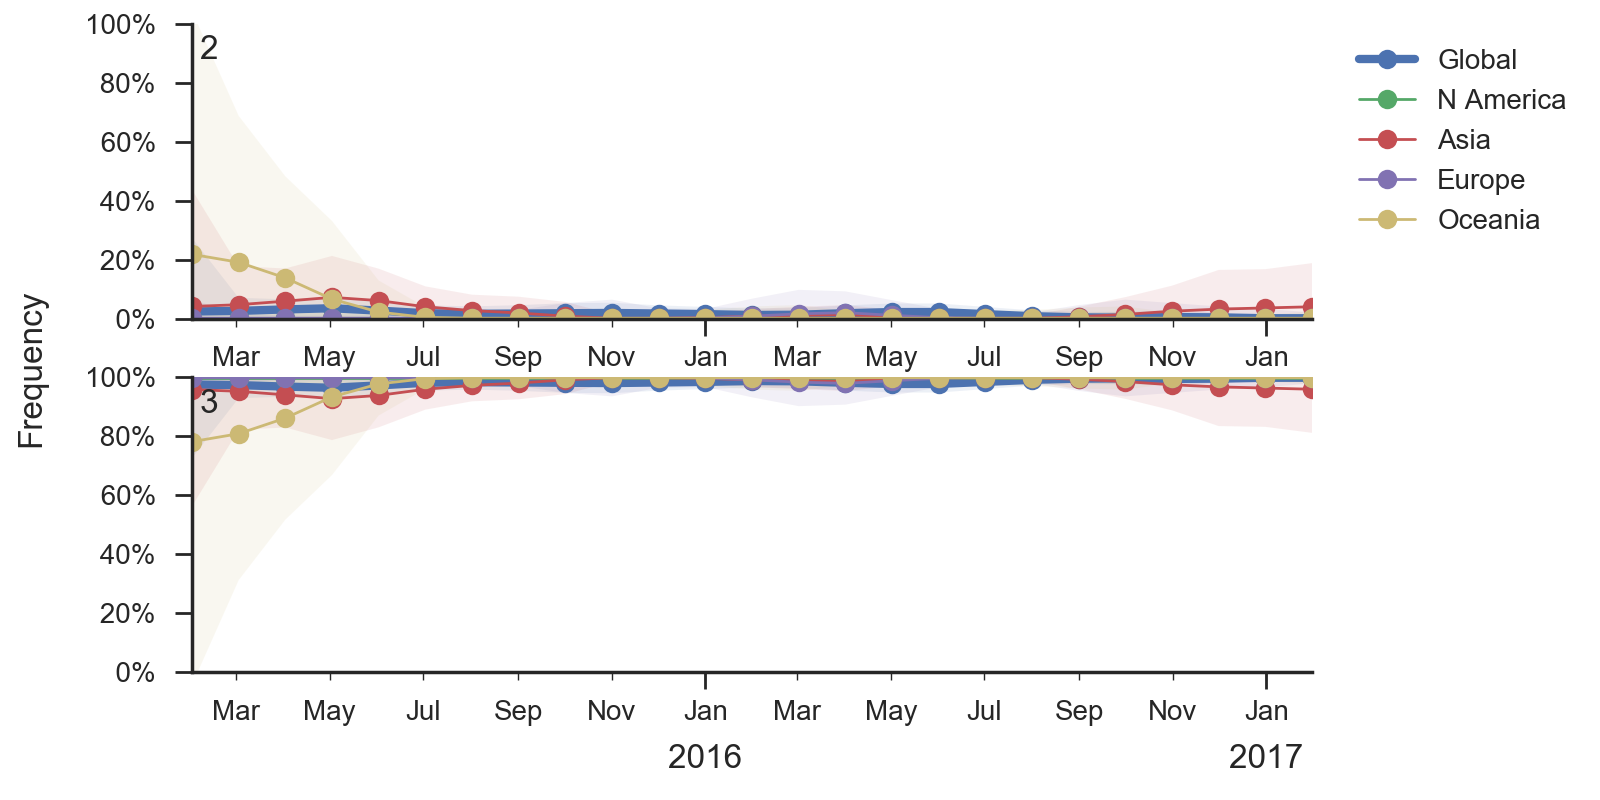 100%
2
80%
60%
40%
20%
0%
Mar May Jul Sep Nov Jan Mar May Jul Sep Nov Jan
Global
N America
Asia
Europe
Oceania
Frequency
100%
3
80%
60%
40%
20%
0%
Mar May Jul Sep Nov Jan Mar May Jul Sep Nov Jan
2016 2017